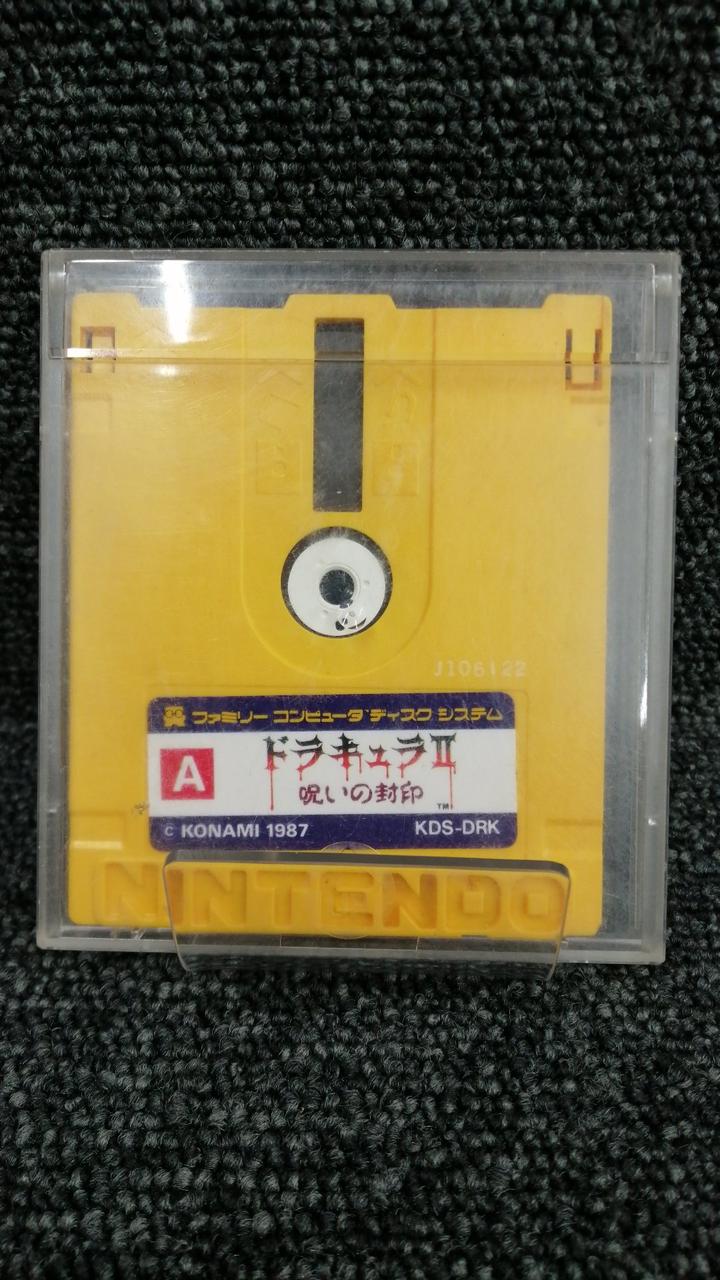 J106122
ファミリー コンピュータ ディスク システム
A
ドラキュラII
呪いの封印
TM
C KONAMI 1987
KDS-DRK
NINTENDO